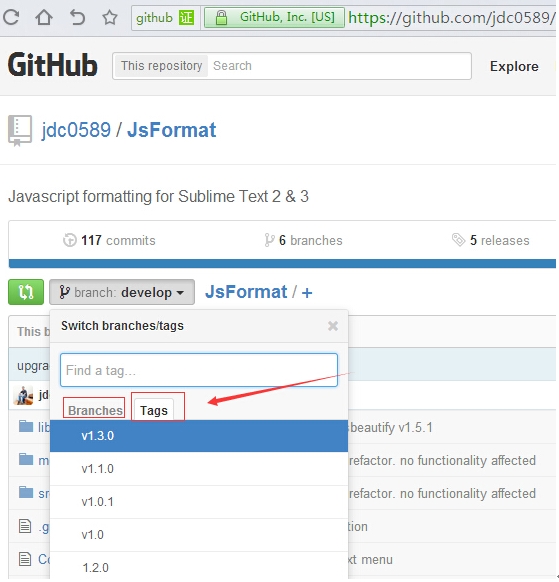 github 证 GitHub, Inc. [US] https://github.com/jdc0589/
GitHub This repository Search Explore
jdc0589 / JsFormat
Javascript formatting for Sublime Text 2 & 3
117 commits 6 branches 5 releases
branch: develop JsFormat / +
Switch branches/tags
This b
Find a tag...
upgra
jd
Branches Tags
lib
beautify v1.5.1
v1.3.0
m
refactor. no functionality affected
v1.1.0
sr
refactor. no functionality affected
v1.0.1
.g
tion
v1.0
Co
xt menu
1.2.0